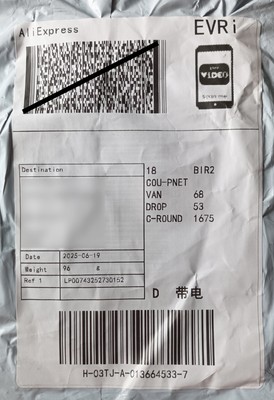 AliExpress
EVRi
VIDEO
Destination
18 BIR2
COU-PNET
VAN 68
DROP 53
C-ROUND 1675
Date 2025-06-19
Weight 96 g
Ref 1 LP00743252730152
D 带电
H-03TJ-A-013664533-7